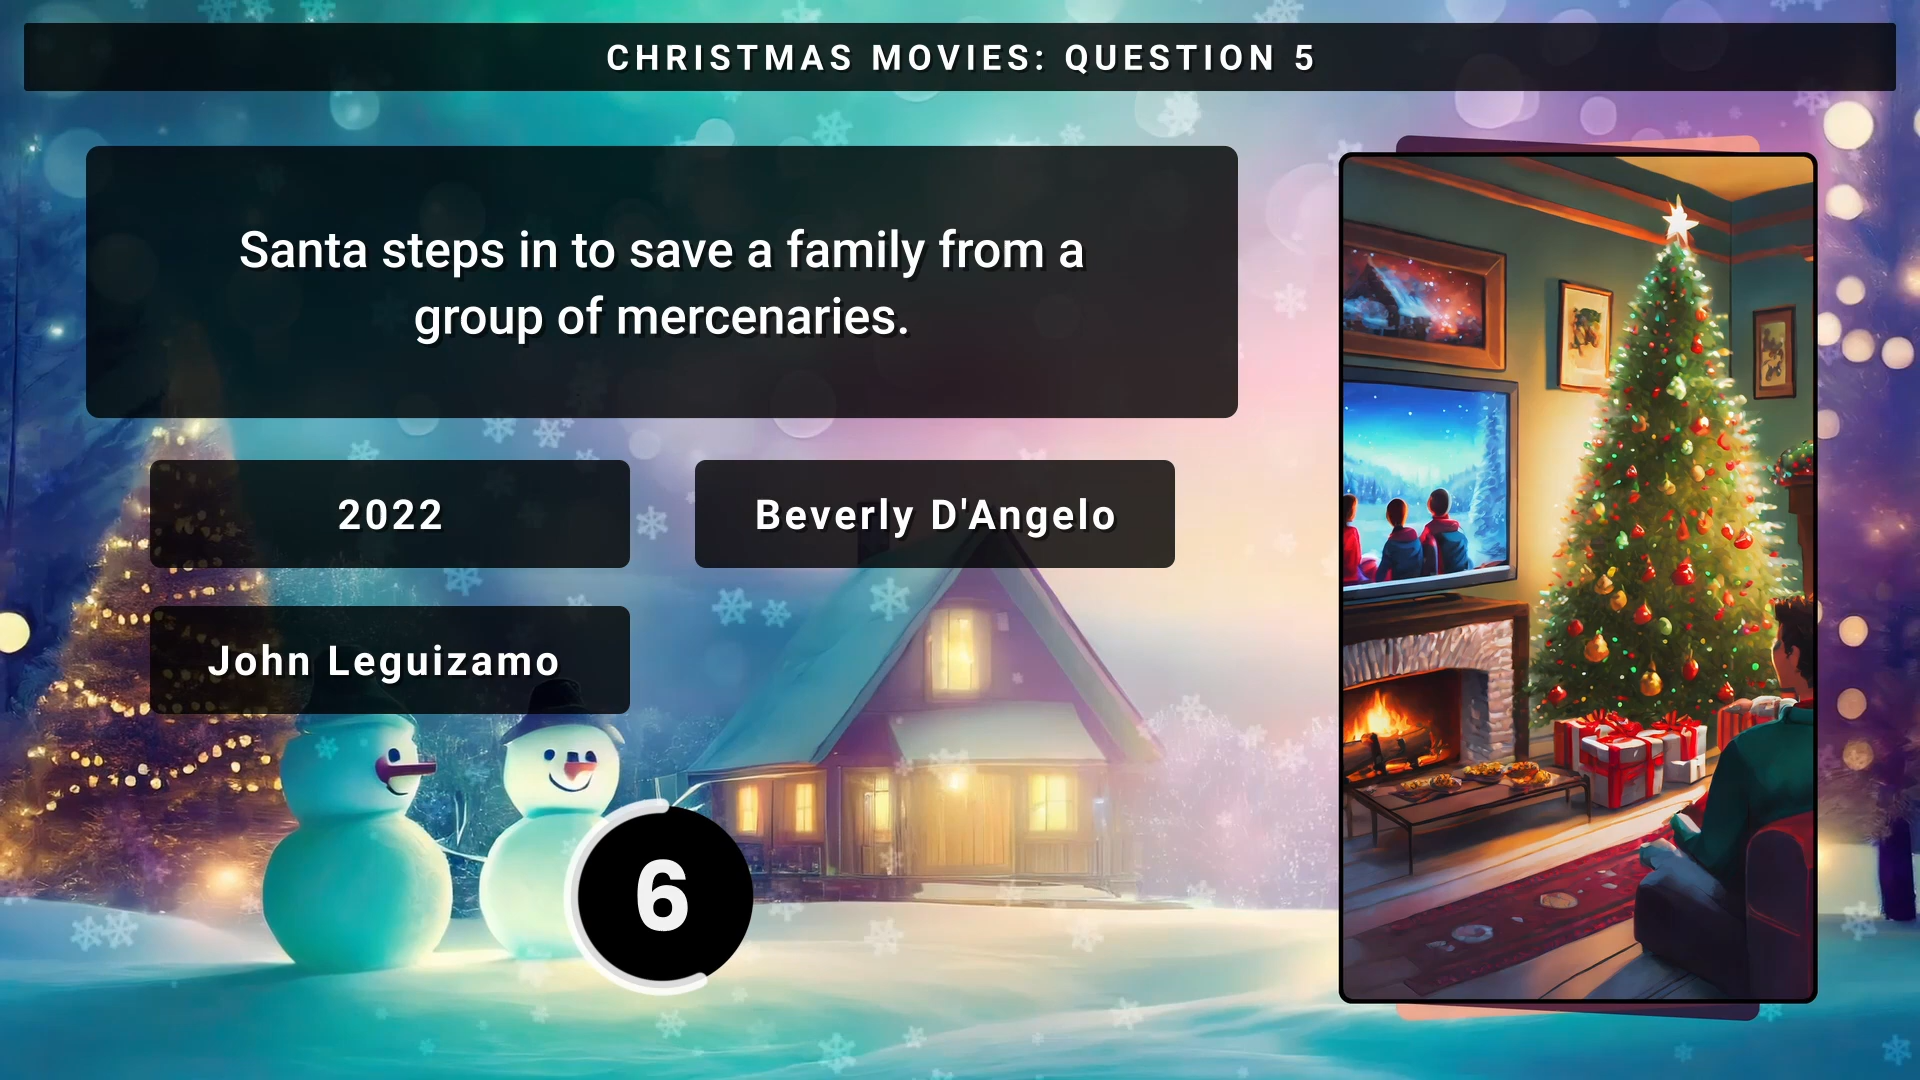 CHRISTMAS MOVIES: QUESTION 5
Santa steps in to save a family from a
group of mercenaries.
2022
Beverly D'Angelo
John Leguizamo
6